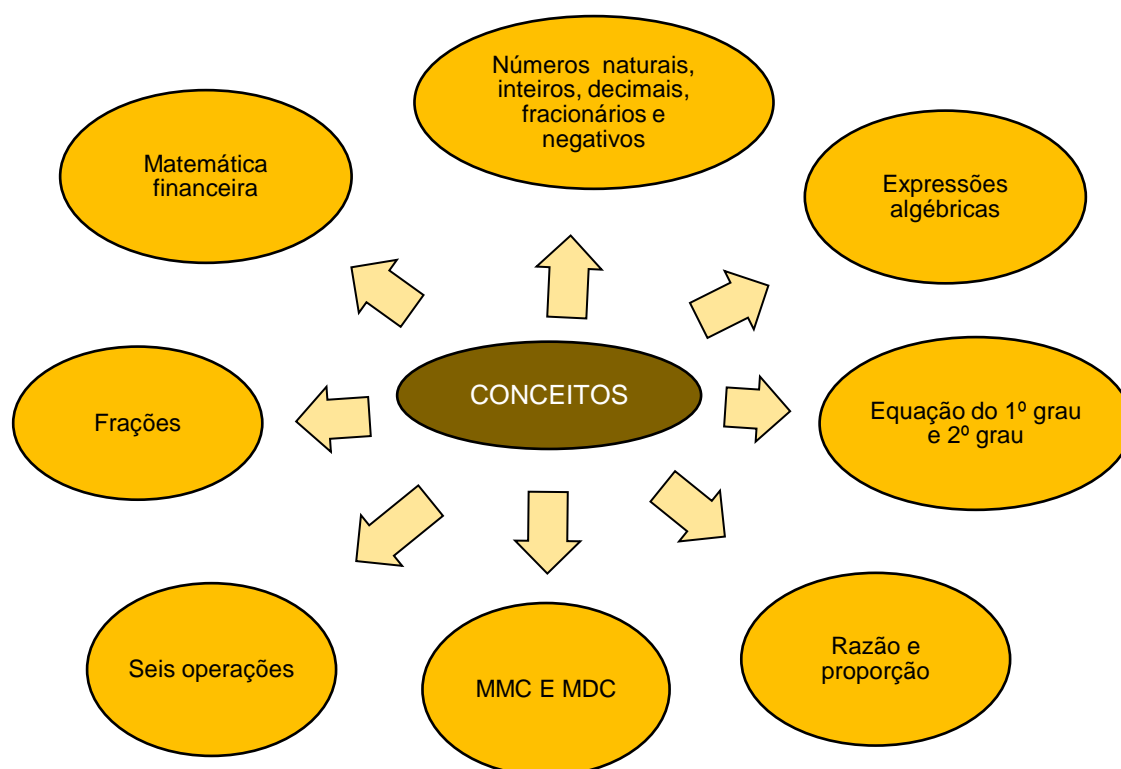 Números naturais,
inteiros, decimais,
fracionários e
negativos
Matemática
financeira
Expressões
algébricas
CONCEITOS
Frações
Equação do 1º grau
e 2º grau
Seis operações
MMC E MDC
Razão e
proporção